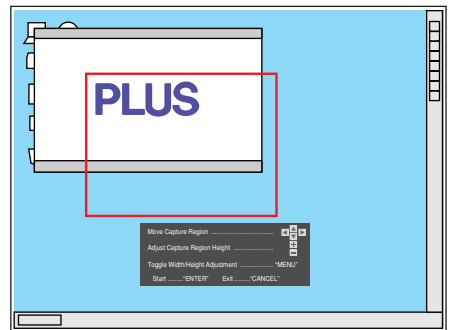 PLUS
Move Capture Region ................................
Adjust Capture Region Height ....................
Toggle Width/Height Adjustment ................. "MENU"
Start ........."ENTER" Exit ........."CANCEL"